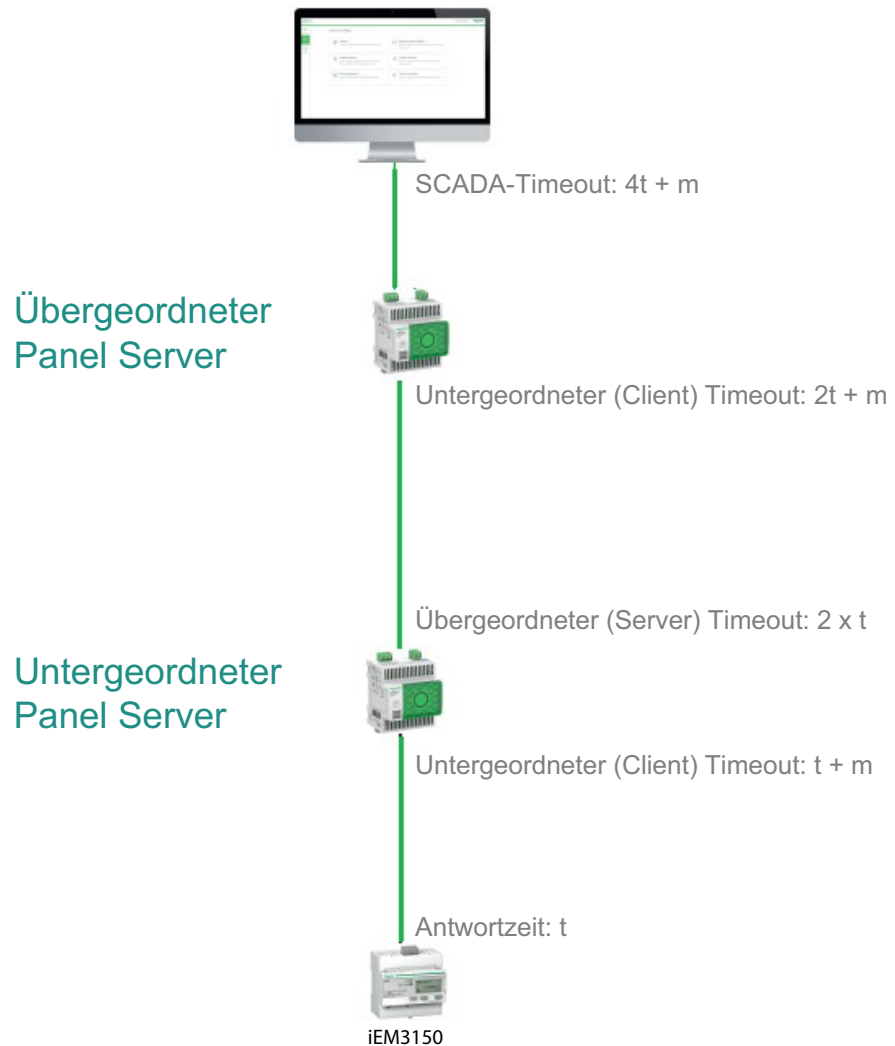 SCADA-Timeout: 4t + m
Übergeordneter
Panel Server
Untergeordneter (Client) Timeout: 2t + m
Übergeordneter (Server) Timeout: 2 x t
Untergeordneter
Panel Server
Untergeordneter (Client) Timeout: t + m
Antwortzeit: t
iEM3150